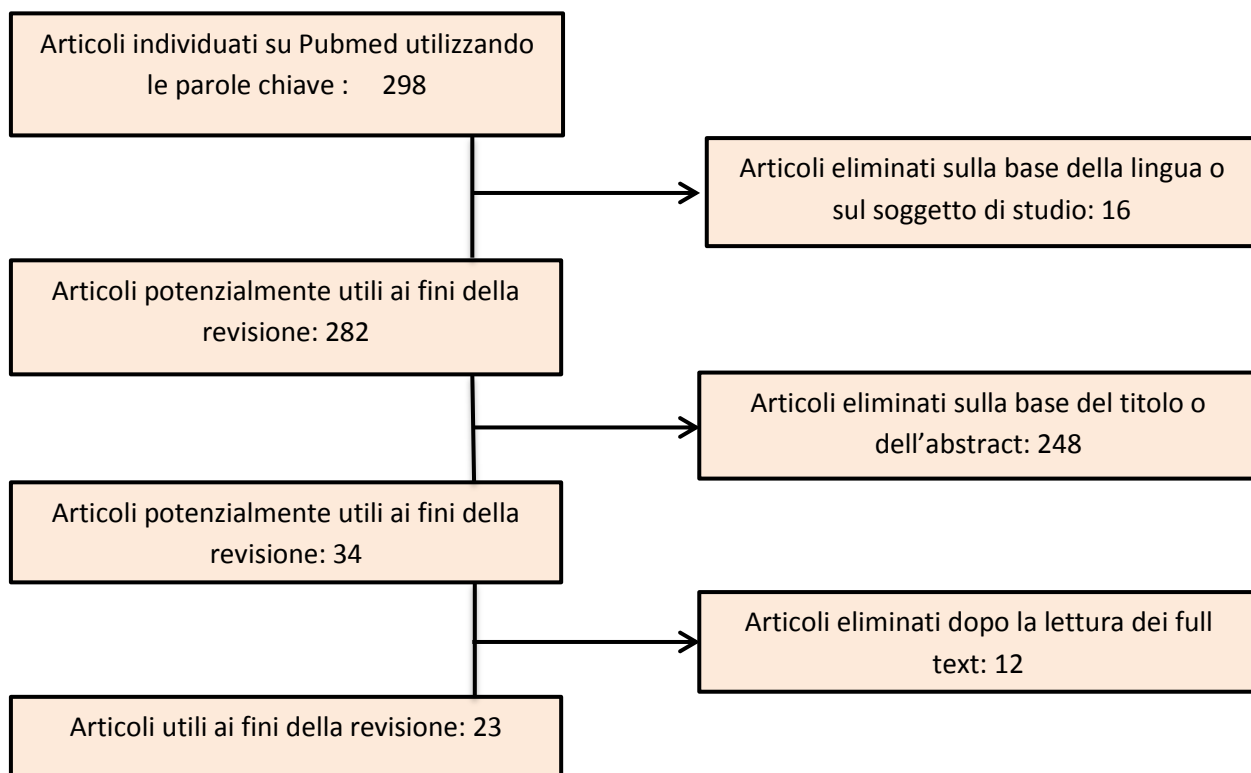 Articoli individuati su Pubmed utilizzando
le parole chiave : 298
Articoli eliminati sulla base della lingua o
sul soggetto di studio: 16
Articoli potenzialmente utili ai fini della
revisione: 282
Articoli eliminati sulla base del titolo o
dell’abstract: 248
Articoli potenzialmente utili ai fini della
revisione: 34
Articoli eliminati dopo la lettura dei full
text: 12
Articoli utili ai fini della revisione: 23